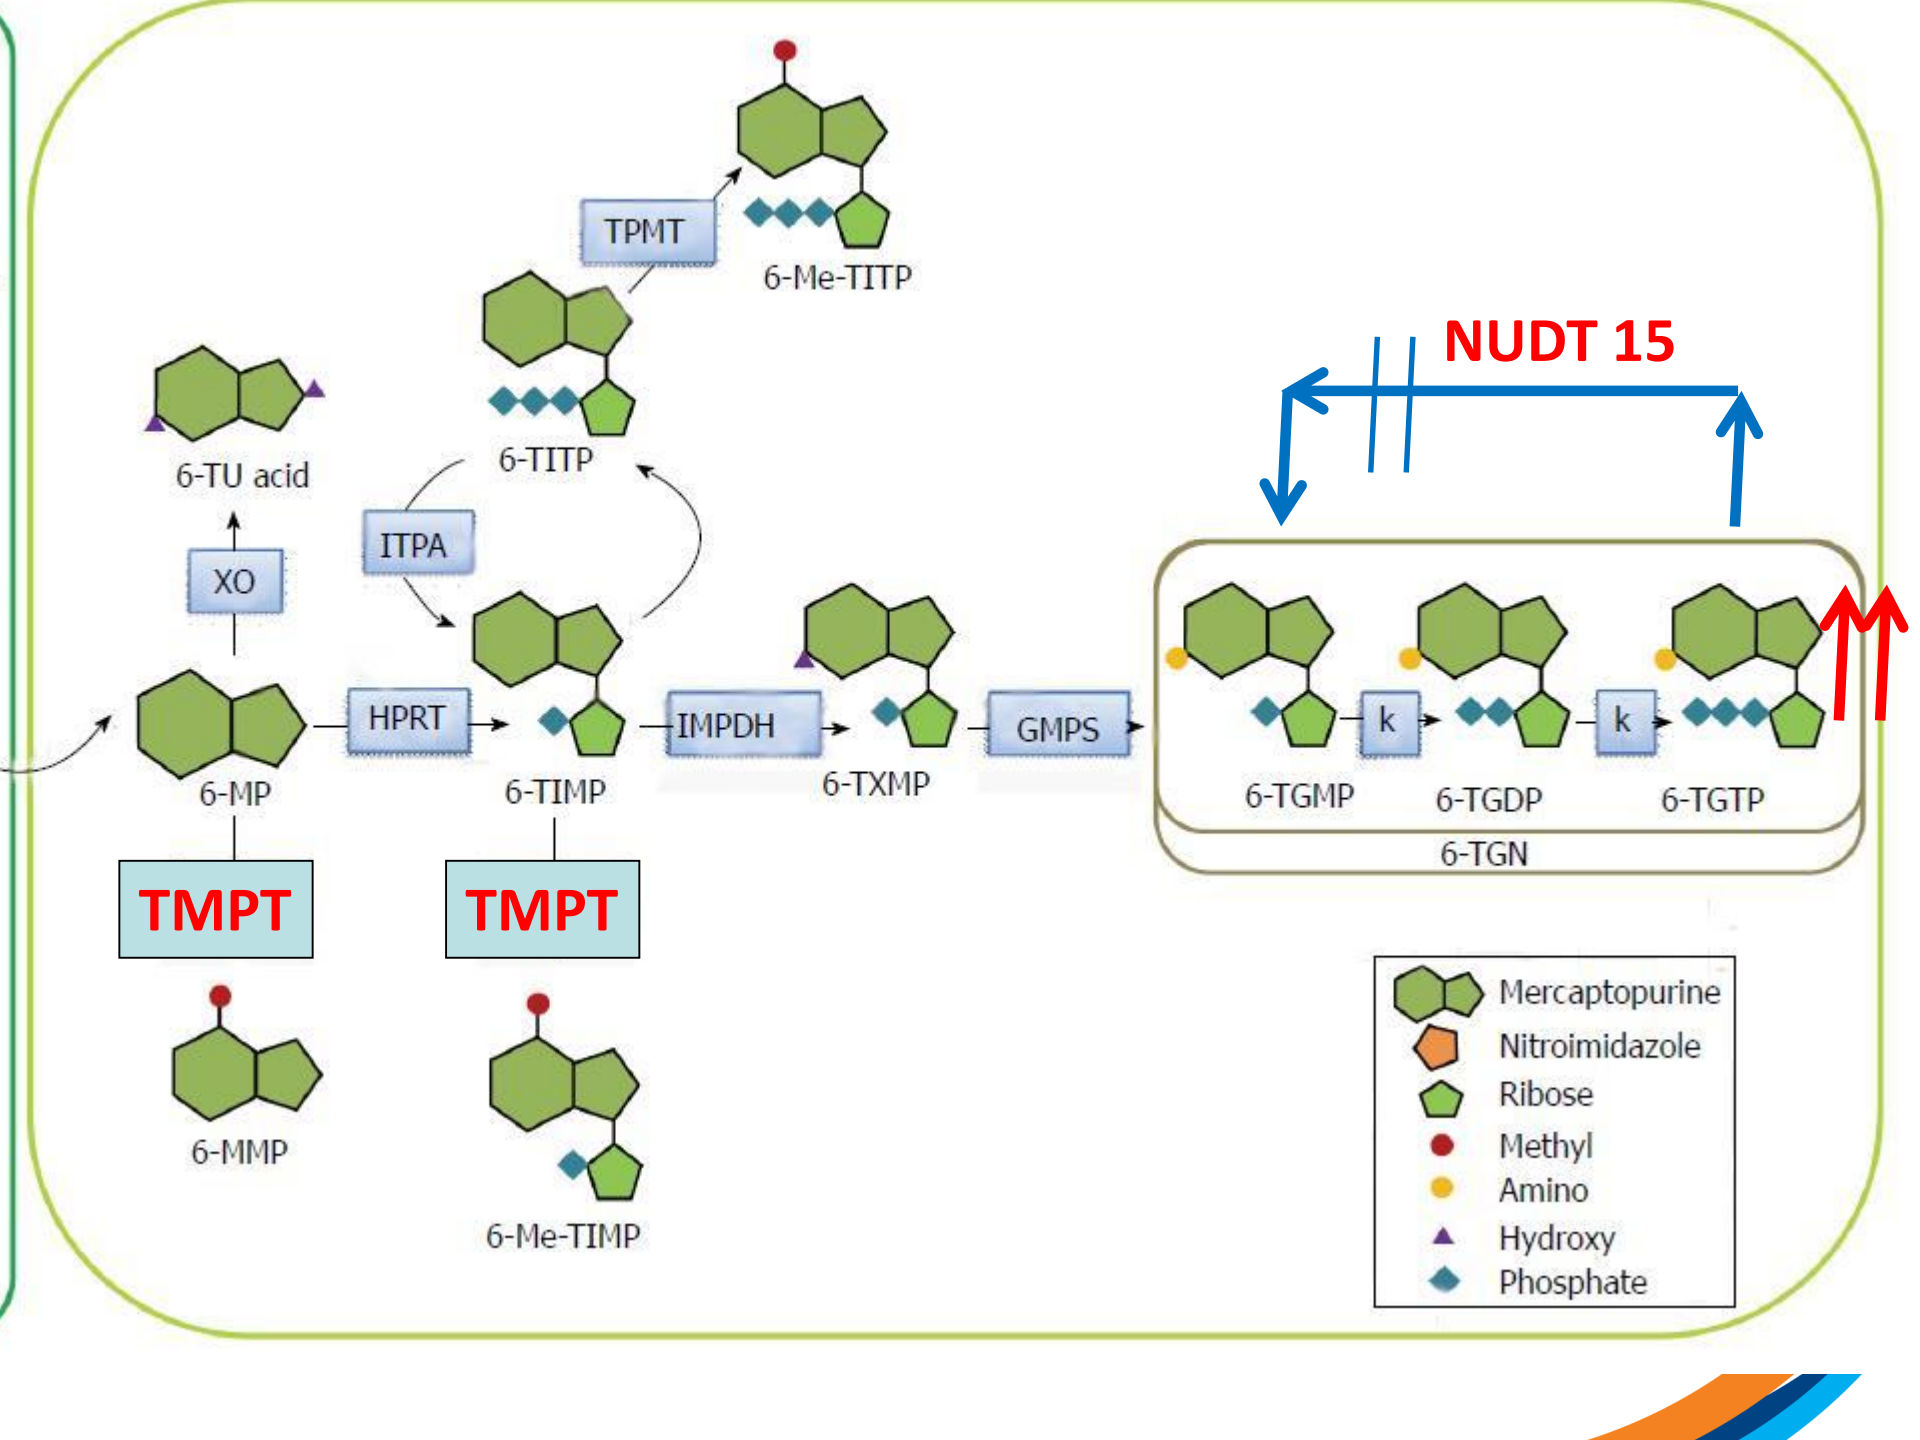 TPMT
6-Me-TITP
NUDT 15
6-TITP
6-TU acid
ITPA
XO
HPRT
IMPDH
GMPS
k
k
6-MP
6-TIMP
6-TXMP
6-TGMP
6-TGDP
6-TGTP
6-TGN
TMPT
TMPT
6-MMP
6-Me-TIMP
Mercaptopurine
Nitroimidazole
Ribose
Methyl
Amino
Hydroxy
Phosphate